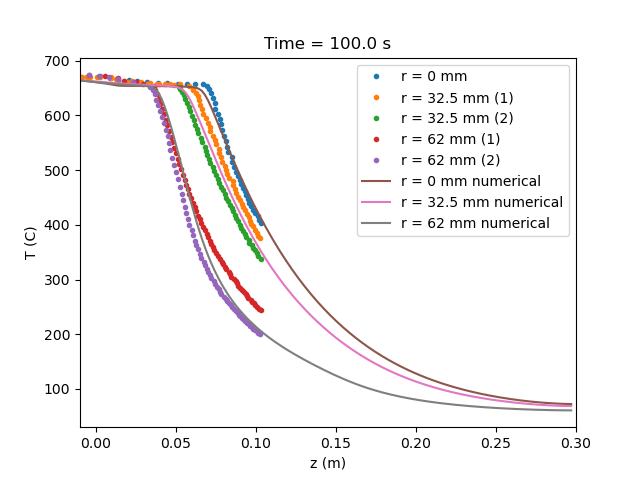 Time = 100.0 s
700
600
500
400
300
200
100
T (C)
0.00
0.05
0.10
0.15
0.20
0.25
0.30
z (m)
r = 0 mm
r = 32.5 mm (1)
r = 32.5 mm (2)
r = 62 mm (1)
r = 62 mm (2)
r = 0 mm numerical
r = 32.5 mm numerical
r = 62 mm numerical